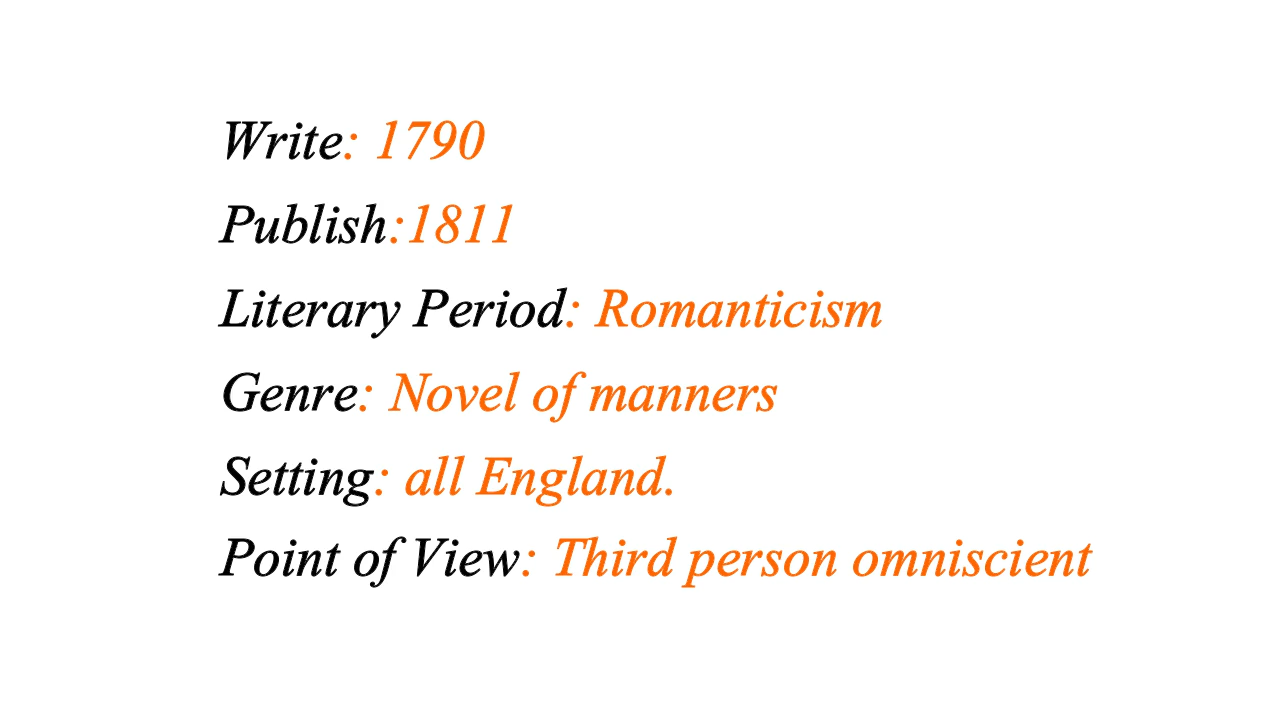 Write: 1790
Publish:1811
Literary Period: Romanticism
Genre: Novel of manners
Setting: all England.
Point of View: Third person omniscient